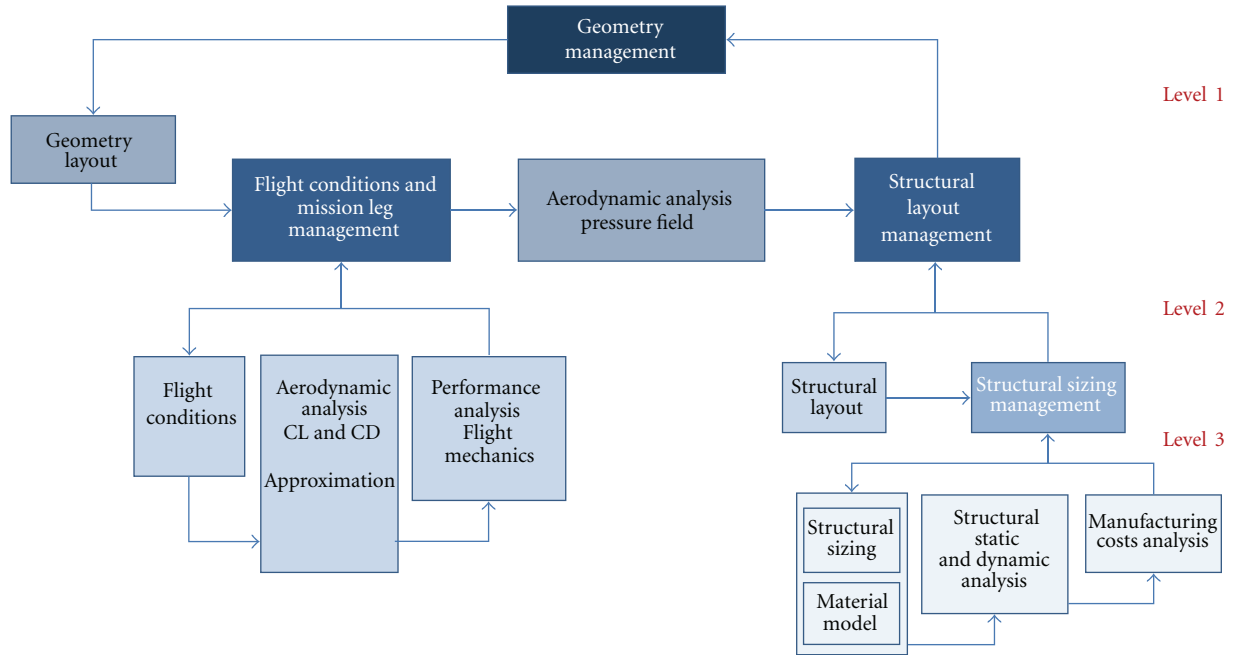 Geometry
management
Level 1
Geometry
layout
Flight conditions and
mission leg
management
Aerodynamic analysis
pressure field
Structural
layout
management
Level 2
Flight
conditions
Aerodynamic
analysis
CL and CD
Approximation
Performance
analysis
Flight
mechanics
Structural
layout
Structural sizing
management
Level 3
Structural
sizing
Material
model
Structural
static
and dynamic
analysis
Manufacturing
costs analysis